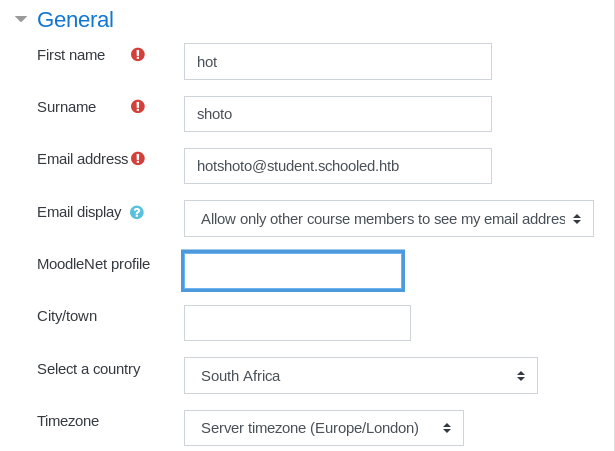 General
First name
hot
Surname
shoto
Email address
hotshoto@student.schooled.htb
Email display
Allow only other course members to see my email addres
MoodleNet profile
City/town
Select a country
South Africa
Timezone
Server timezone (Europe/London)